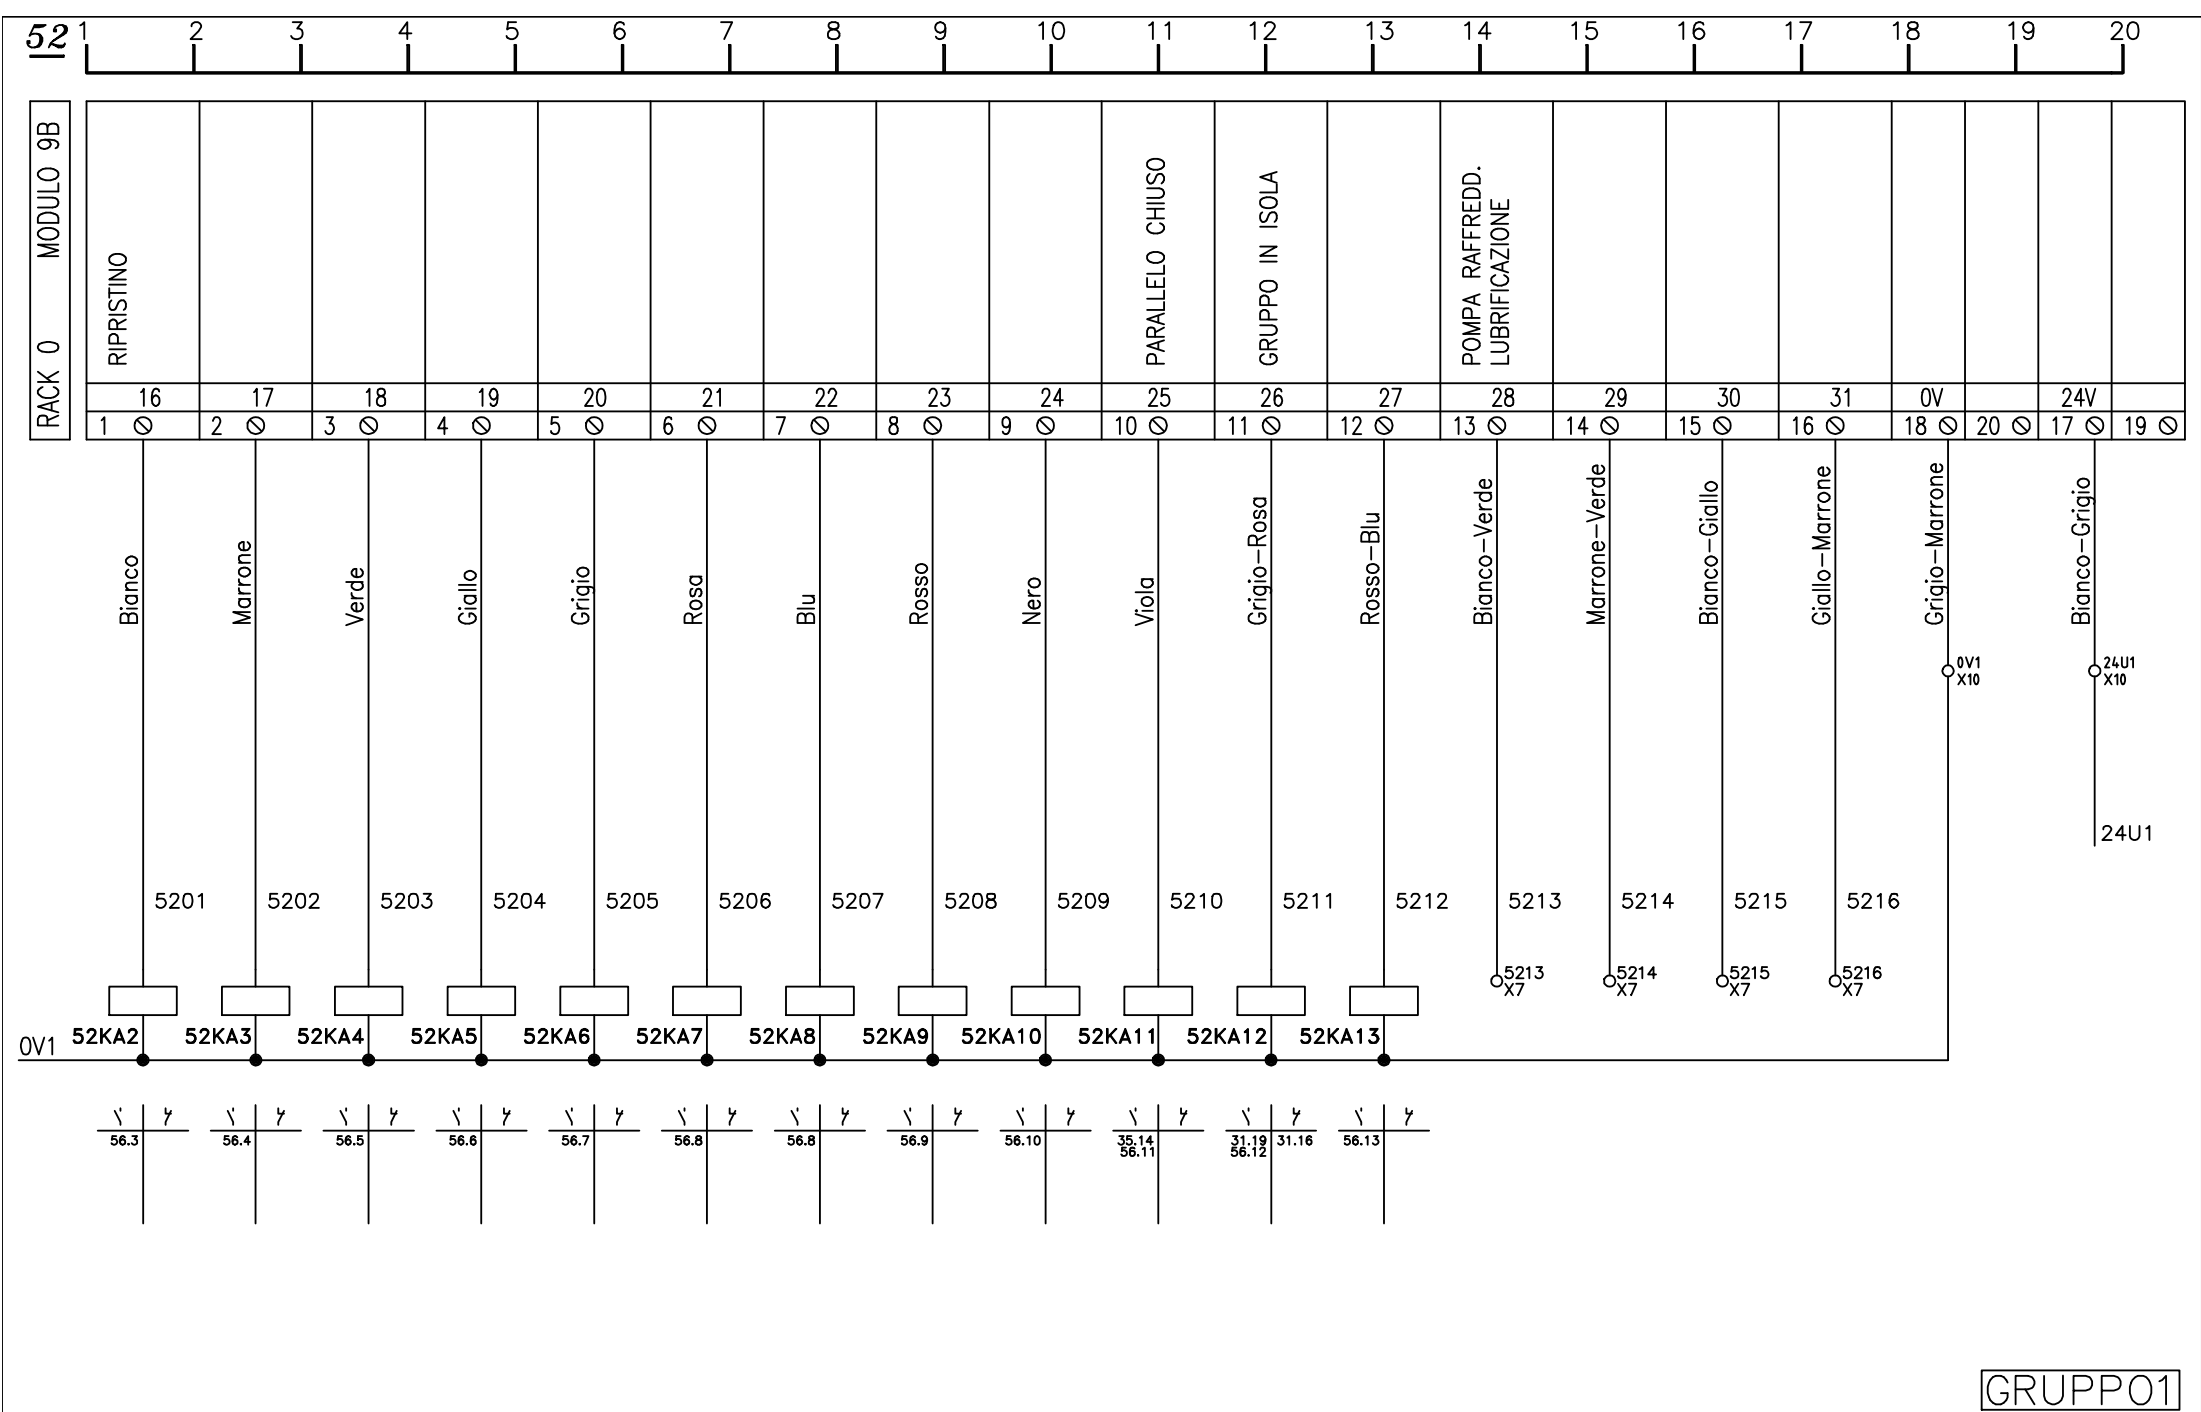 52 1 2 3 4 5 6 7 8 9 10 11 12 13 14 15 16 17 18 19 20
RACK 0 MODULO 9B
RIPRISTINO
PARALLELO CHIUSO
GRUPPO IN ISOLA
POMPA RAFFREDD.
LUBRIFICAZIONE
16 17 18 19 20 21 22 23 24 25 26 27 28 29 30 31 0V 24V
1 2 3 4 5 6 7 8 9 10 11 12 13 14 15 16 18 20 17 19
Bianco
Marrone
Verde
Giallo
Grigio
Rosa
Blu
Rosso
Nero
Viola
Grigio-Rosa
Rosso-Blu
Bianco-Verde
Marrone-Verde
Bianco-Giallo
Giallo-Marrone
Grigio-Marrone
Bianco-Grigio
0V1 24U1
X10 X10
24U1
5201 5202 5203 5204 5205 5206 5207 5208 5209 5210 5211 5212 5213 5214 5215 5216
5213 5214 5215 5216
X7 X7 X7 X7
52KA2 52KA3 52KA4 52KA5 52KA6 52KA7 52KA8 52KA9 52KA10 52KA11 52KA12 52KA13
0V1
56.3 56.4 56.5 56.6 56.7 56.8 56.8 56.9 56.10 35.14 31.19 31.16 56.13
56.11 56.12
GRUPPO1